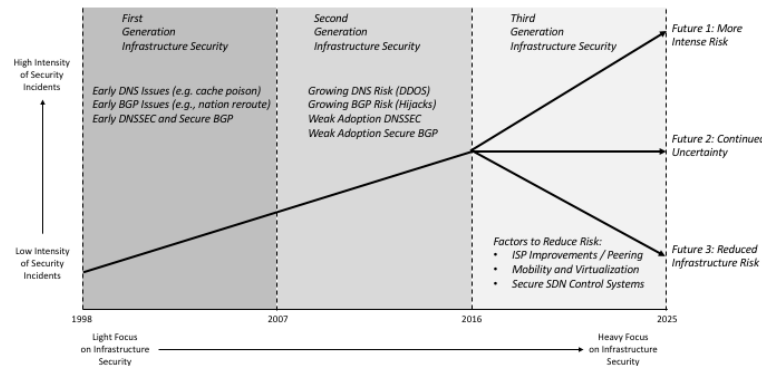 First
Generation
Infrastructure Security
Second
Generation
Infrastructure Security
Third
Generation
Infrastructure Security
Future 1: More
Intense Risk
High Intensity
of Security
Incidents
Early DNS Issues (e.g. cache poison)
Early BGP Issues (e.g., nation reroute)
Early DNSSEC and Secure BGP
Growing DNS Risk (DDOS)
Growing BGP Risk (Hijacks)
Weak Adoption DNSSEC
Weak Adoption Secure BGP
Future 2: Continued
Uncertainty
Low Intensity
of Security
Incidents
Factors to Reduce Risk:
• ISP Improvements / Peering
• Mobility and Virtualization
• Secure SDN Control Systems
Future 3: Reduced
Infrastructure Risk
1998
2007
2016
2025
Light Focus
on Infrastructure
Security
Heavy Focus
on Infrastructure
Security